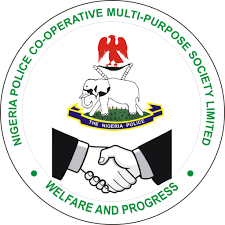 NIGERIA POLICE CO-OPERATIVE MULTI-PURPOSE SOCIETY LIMITED
THE NIGERIA POLICE
WELFARE AND PROGRESS